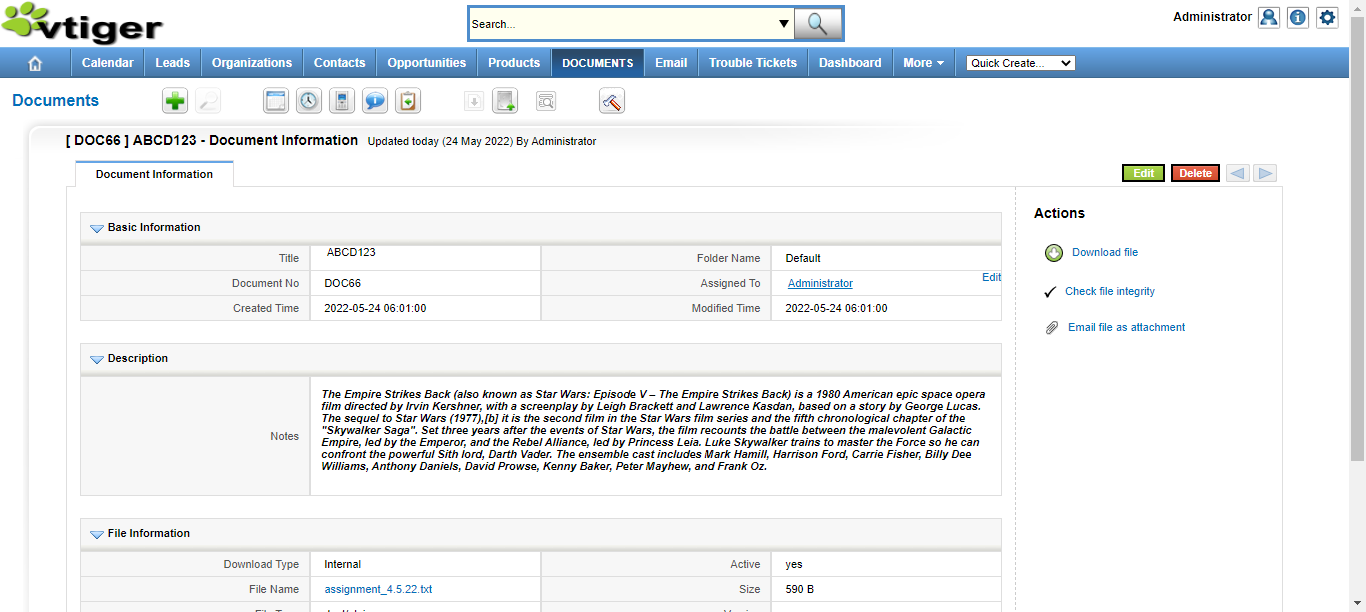 vtiger
Search...
Administrator
Calendar Leads Organizations Contacts Opportunities Products DOCUMENTS Email Trouble Tickets Dashboard More Quick Create...
Documents
[ DOC66 ] ABCD123 - Document Information Updated today (24 May 2022) By Administrator
Document Information
Edit Delete
Actions
Basic Information
Title ABCD123 Folder Name Default
Download file
Document No DOC66 Assigned To Administrator Edit
Check file integrity
Created Time 2022-05-24 06:01:00 Modified Time 2022-05-24 06:01:00
Email file as attachment
Description
Notes
The Empire Strikes Back (also known as Star Wars: Episode V – The Empire Strikes Back) is a 1980 American epic space opera
film directed by Irvin Kershner, with a screenplay by Leigh Brackett and Lawrence Kasdan, based on a story by George Lucas.
The sequel to Star Wars (1977),[b] it is the second film in the Star Wars film series and the fifth chronological chapter of the
"Skywalker Saga". Set three years after the events of Star Wars, the film recounts the battle between the malevolent Galactic
Empire, led by the Emperor, and the Rebel Alliance, led by Princess Leia. Luke Skywalker trains to master the Force so he can
confront the powerful Sith lord, Darth Vader. The ensemble cast includes Mark Hamill, Harrison Ford, Carrie Fisher, Billy Dee
Williams, Anthony Daniels, David Prowse, Kenny Baker, Peter Mayhew, and Frank Oz.
File Information
Download Type Internal Active yes
File Name assignment_4.5.22.txt Size 590 B